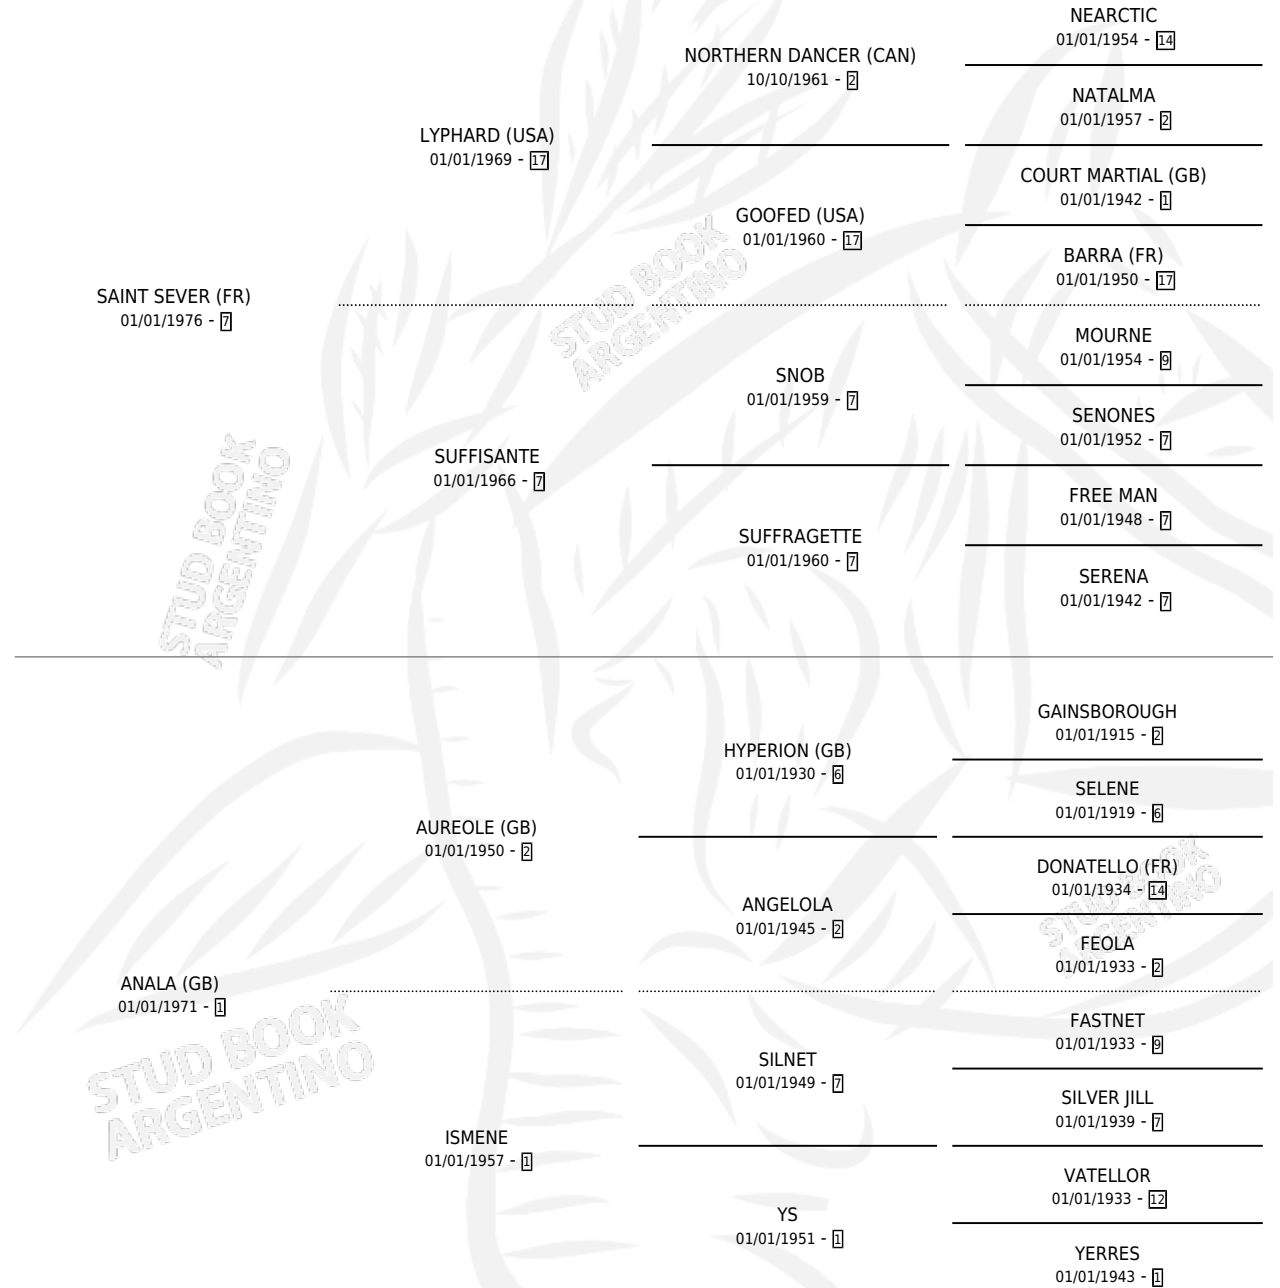 NEARCTIC
01/01/1954 - 14
NORTHERN DANCER (CAN)
10/10/1961 - 2
NATALMA
01/01/1957 - 2
LYPHARD (USA)
01/01/1969 - 17
COURT MARTIAL (GB)
01/01/1942 - 1
GOOFED (USA)
01/01/1960 - 17
BARRA (FR)
01/01/1950 - 17
SAINT SEVER (FR)
01/01/1976 - 7
MOURNE
01/01/1954 - 9
SNOB
01/01/1959 - 7
SENONES
01/01/1952 - 7
SUFFISANTE
01/01/1966 - 7
FREE MAN
01/01/1948 - 7
SUFFRAGETTE
01/01/1960 - 7
SERENA
01/01/1942 - 7
STUD BOOK
ARGENTINO
STUD BOOK
ARGENTINO
GAINSBOROUGH
01/01/1915 - 2
HYPERION (GB)
01/01/1930 - 6
SELENE
01/01/1919 - 6
AUREOLE (GB)
01/01/1950 - 2
DONATELLO (FR)
01/01/1934 - 14
ANGELOLA
01/01/1945 - 2
FEOLA
01/01/1933 - 2
ANALA (GB)
01/01/1971 - 1
FASTNET
01/01/1933 - 9
SILNET
01/01/1949 - 7
SILVER JILL
01/01/1939 - 7
ISMENE
01/01/1957 - 1
VATELLOR
01/01/1933 - 12
YS
01/01/1951 - 1
YERRES
01/01/1943 - 1
STUD BOOK
ARGENTINO
STUD BOOK
ARGENTINO